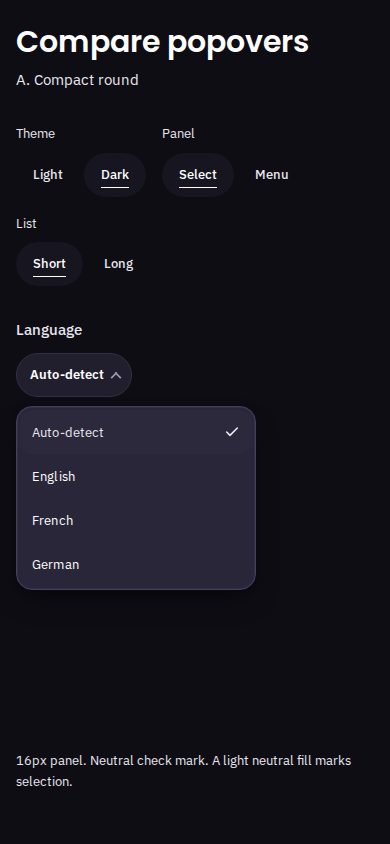 Compare popovers
A. Compact round
Theme
Panel
Light
Dark
Select
Menu
List
Short
Long
Language
Auto-detect
Auto-detect
English
French
German
16px panel. Neutral check mark. A light neutral fill marks
selection.